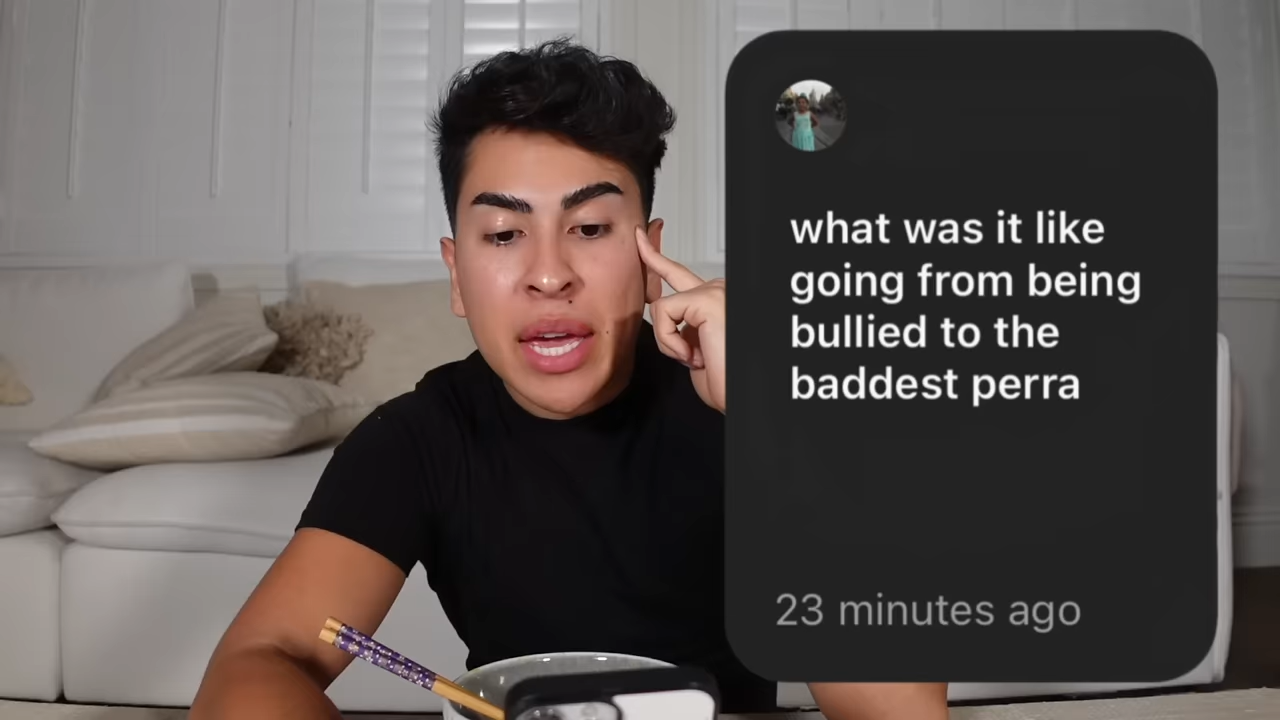 what was it like
going from being
bullied to the
baddest perra
23 minutes ago